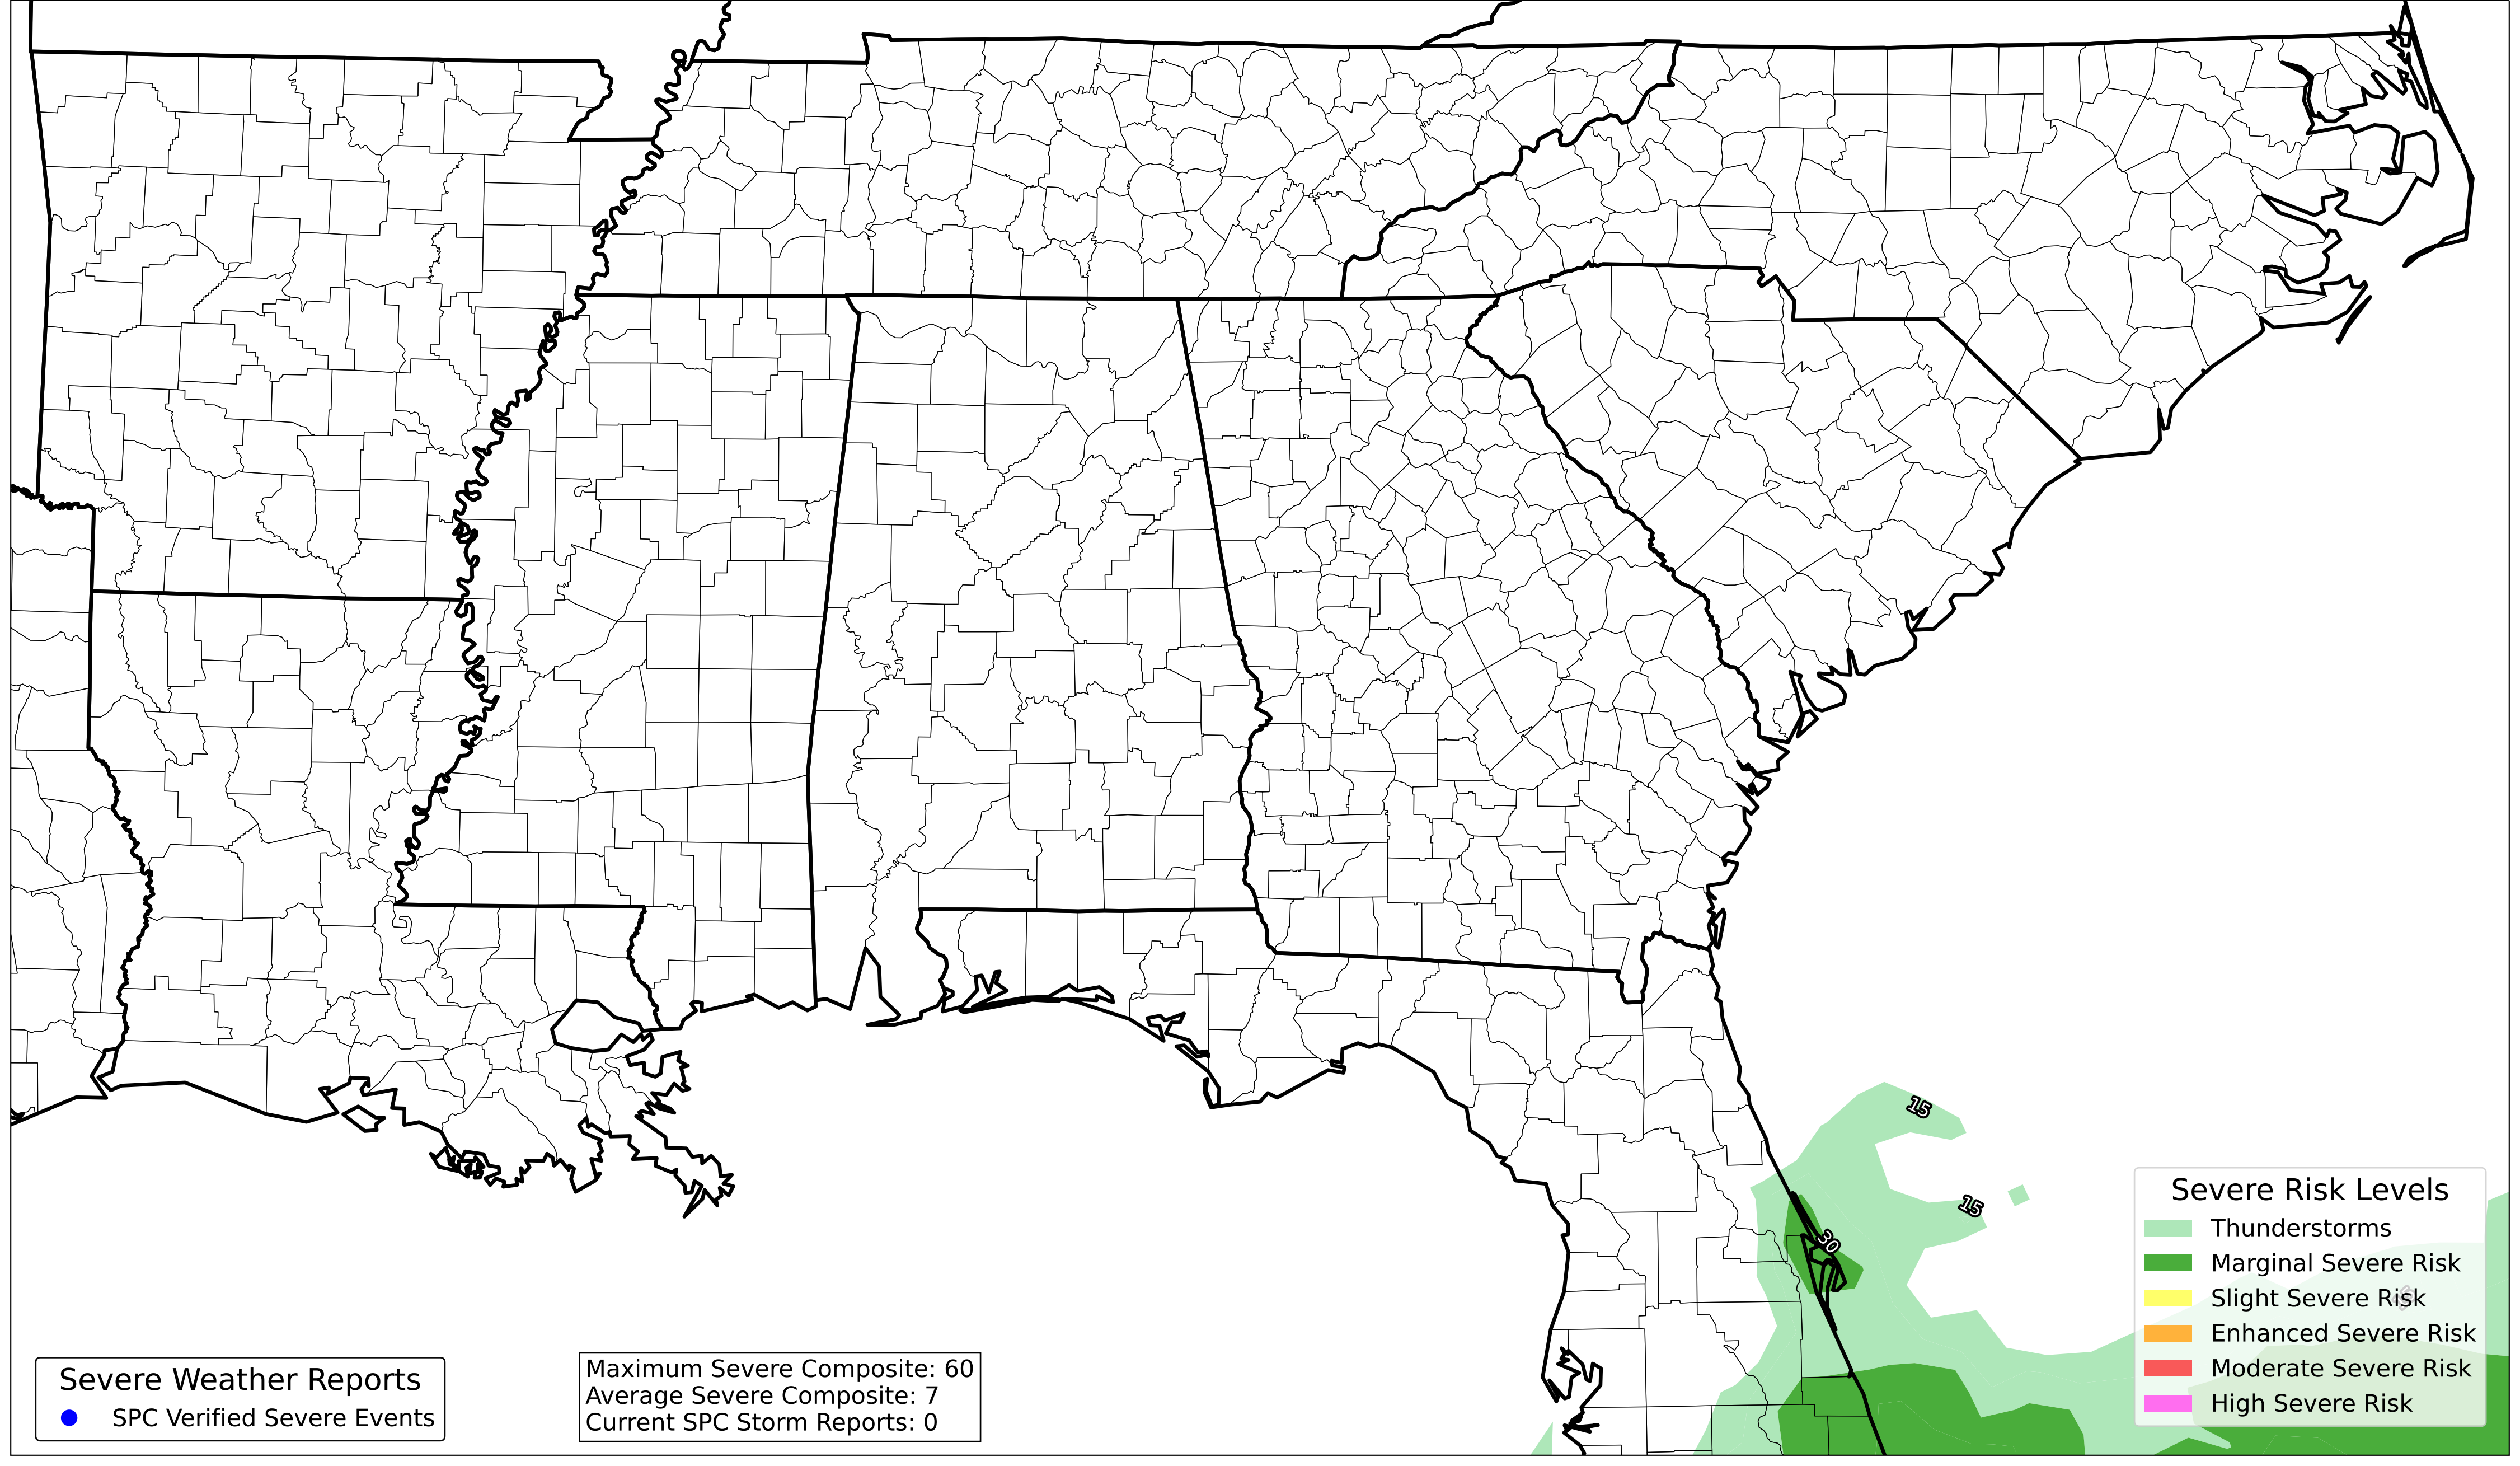 15
15
30
Severe Risk Levels
Thunderstorms
Marginal Severe Risk
Slight Severe Risk
Enhanced Severe Risk
Moderate Severe Risk
High Severe Risk
Severe Weather Reports
SPC Verified Severe Events
Maximum Severe Composite: 60
Average Severe Composite: 7
Current SPC Storm Reports: 0